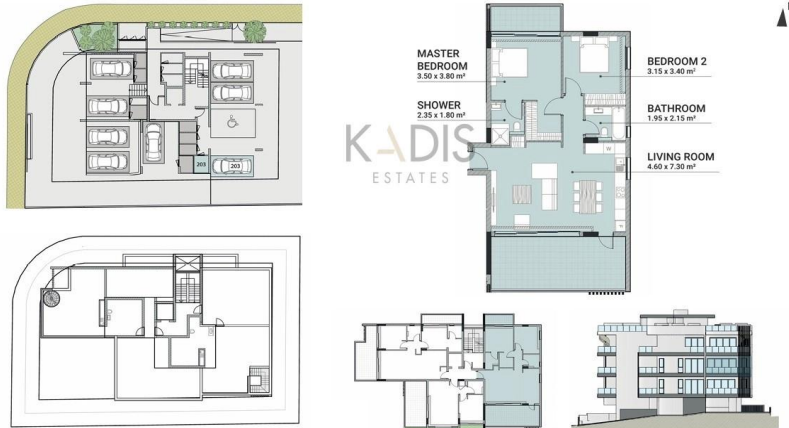 MASTER
BEDROOM
3.50 x 3.80 m²
BEDROOM 2
3.15 x 3.40 m²
SHOWER
2.35 x 1.80 m²
BATHROOM
1.95 x 2.15 m²
KADIS
ESTATES
LIVING ROOM
4.60 x 7.30 m²
203
203